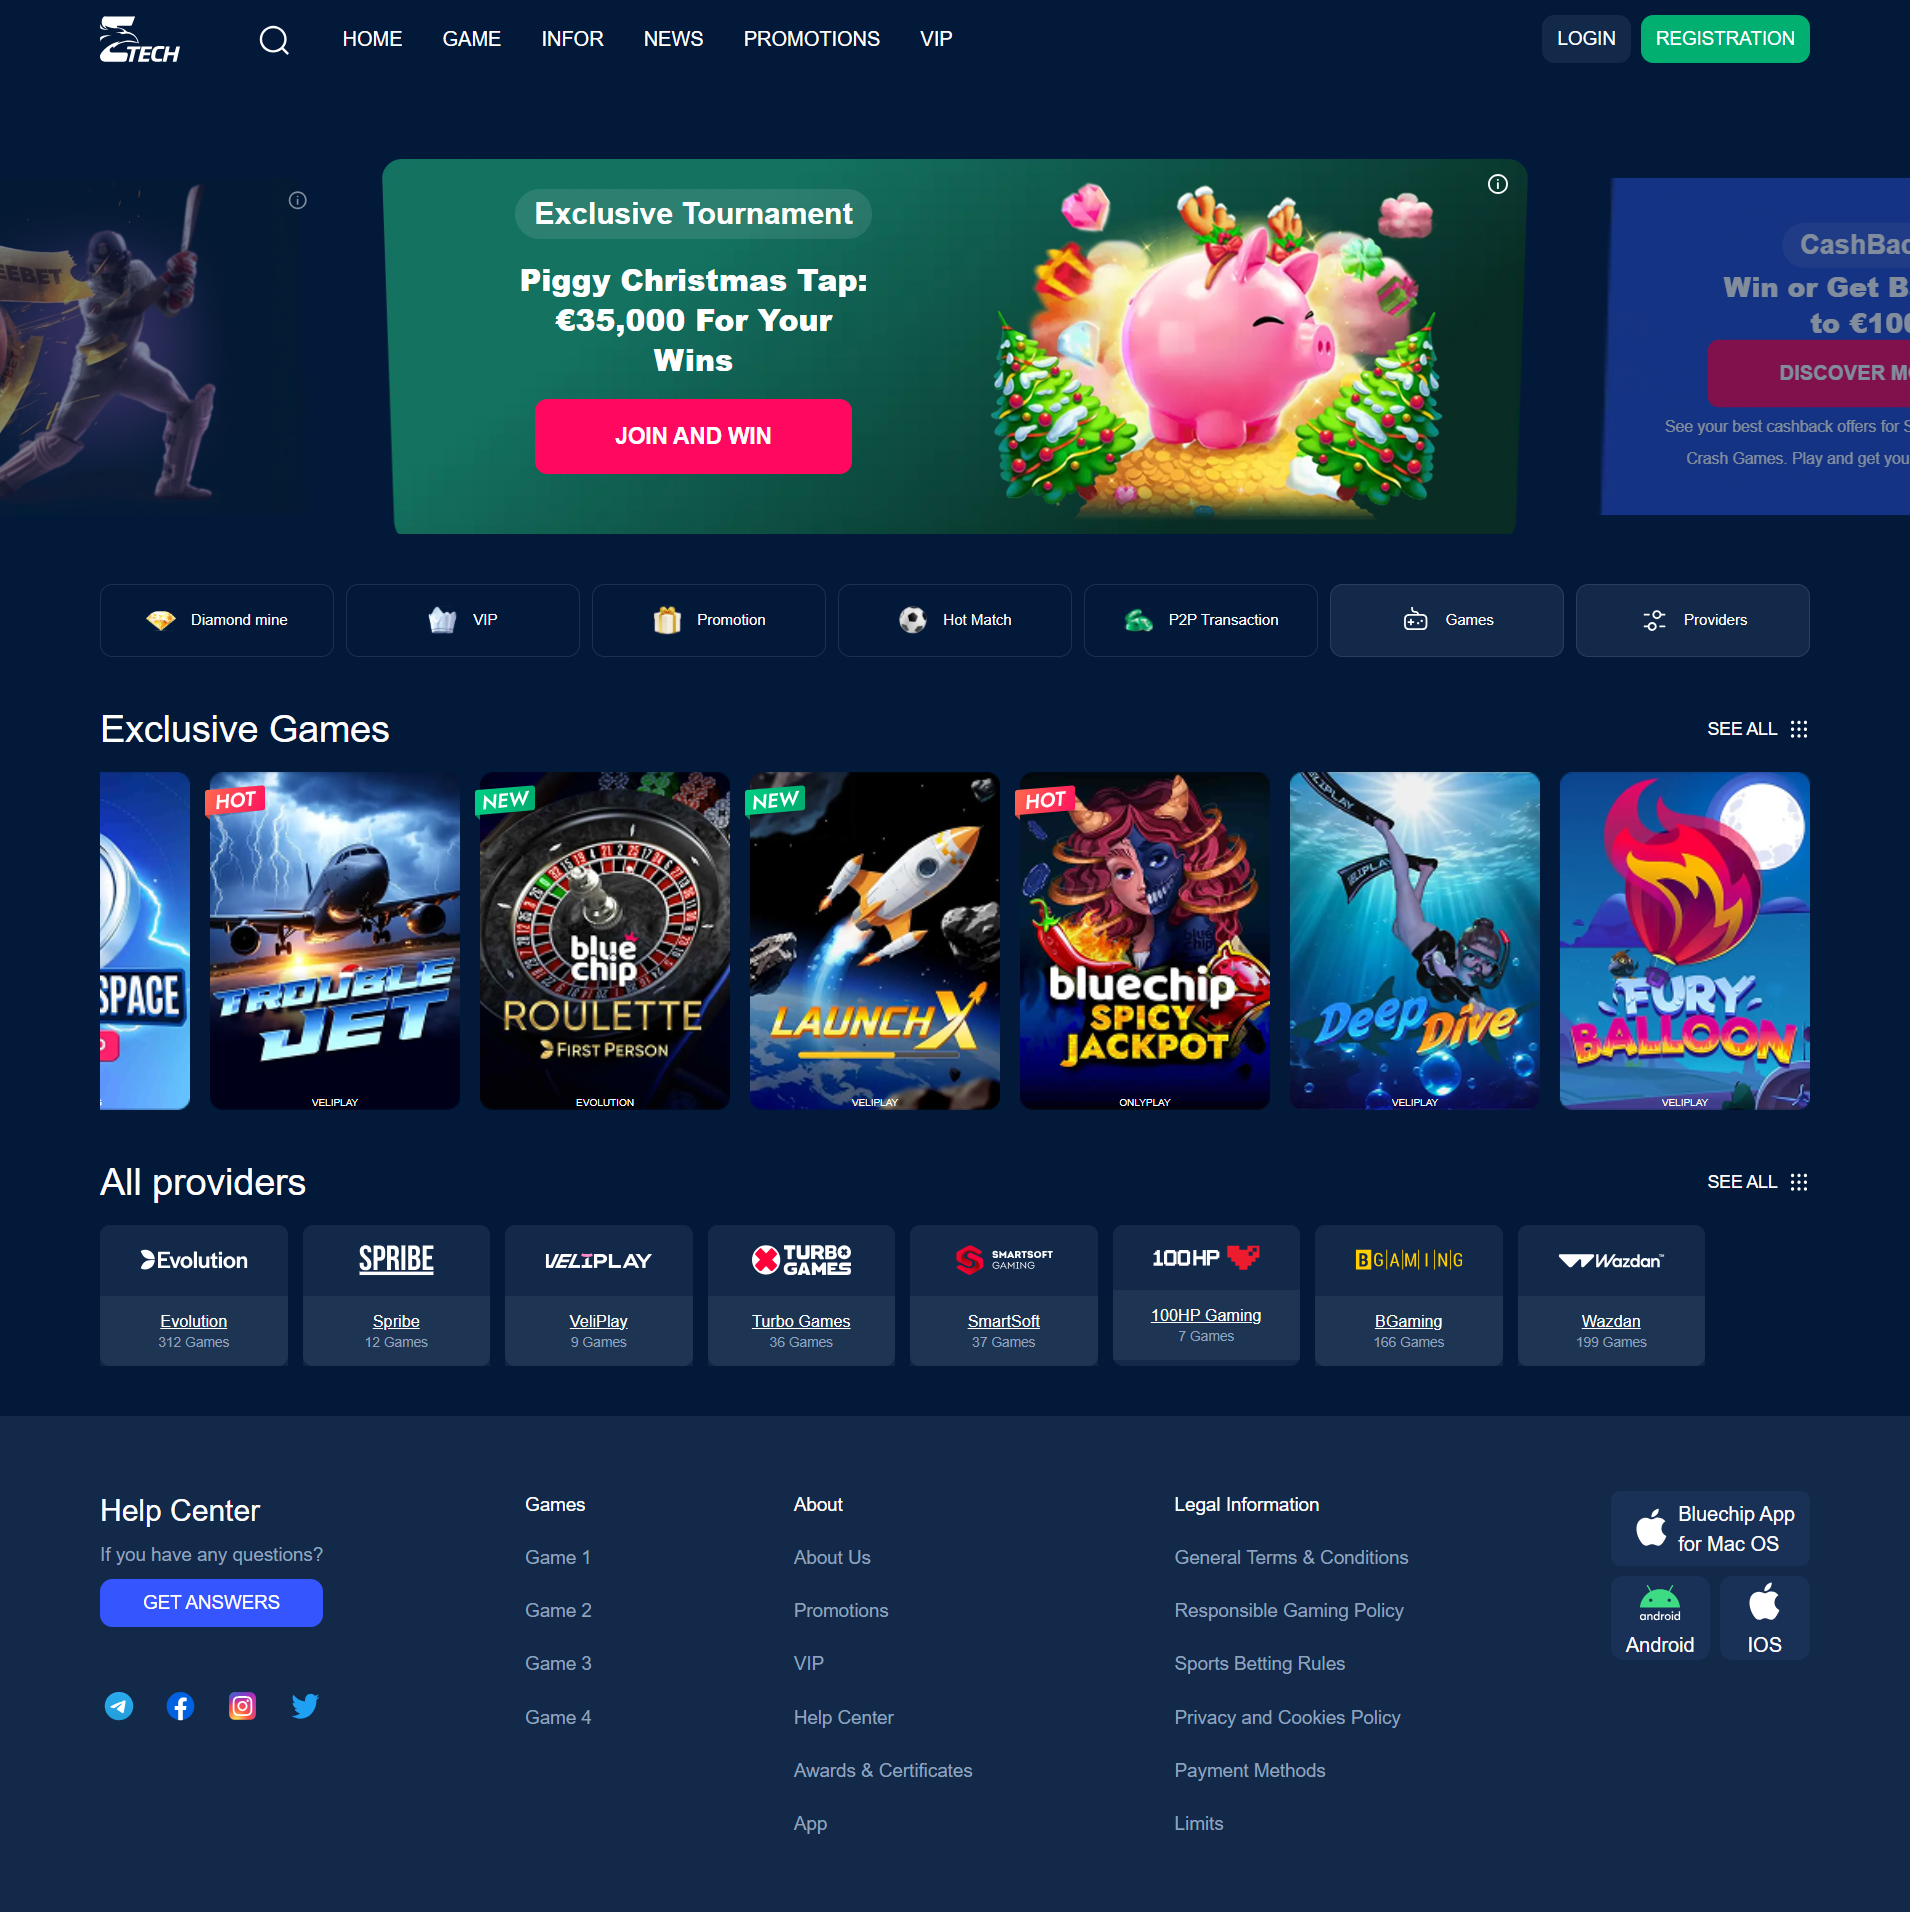 TECH
HOME
GAME
INFOR
NEWS
PROMOTIONS
VIP
LOGIN
REGISTRATION
EEBET
Exclusive Tournament
Piggy Christmas Tap:
€35,000 For Your
Wins
JOIN AND WIN
CashBac
Win or Get B
to €100
DISCOVER MO
See your best cashback offers for S
Crash Games. Play and get you
Diamond mine
VIP
Promotion
Hot Match
P2P Transaction
Games
Providers
Exclusive Games
SEE ALL
SPACE
HOT
TROUBLE
JET
VELIPLAY
NEW
blue
chip
ROULETTE
FIRST PERSON
EVOLUTION
NEW
LAUNCH X
VELIPLAY
HOT
bluechip
SPICY
JACKPOT
ONLYPLAY
VELIPLAY
VELIPLAY
Deep Dive
VELIPLAY
FURY
BALLOON
VELIPLAY
All providers
SEE ALL
Evolution
Evolution
312 Games
SPRIBE
Spribe
12 Games
VELIPLAY
VeliPlay
9 Games
TURBO
GAMES
Turbo Games
36 Games
SMARTSOFT
GAMING
SmartSoft
37 Games
100HP
100HP Gaming
7 Games
BGAMING
BGaming
166 Games
Wazdan™
Wazdan
199 Games
Help Center
If you have any questions?
GET ANSWERS
Games
Game 1
Game 2
Game 3
Game 4
About
About Us
Promotions
VIP
Help Center
Awards & Certificates
App
Legal Information
General Terms & Conditions
Responsible Gaming Policy
Sports Betting Rules
Privacy and Cookies Policy
Payment Methods
Limits
Bluechip App
for Mac OS
android
Android
IOS